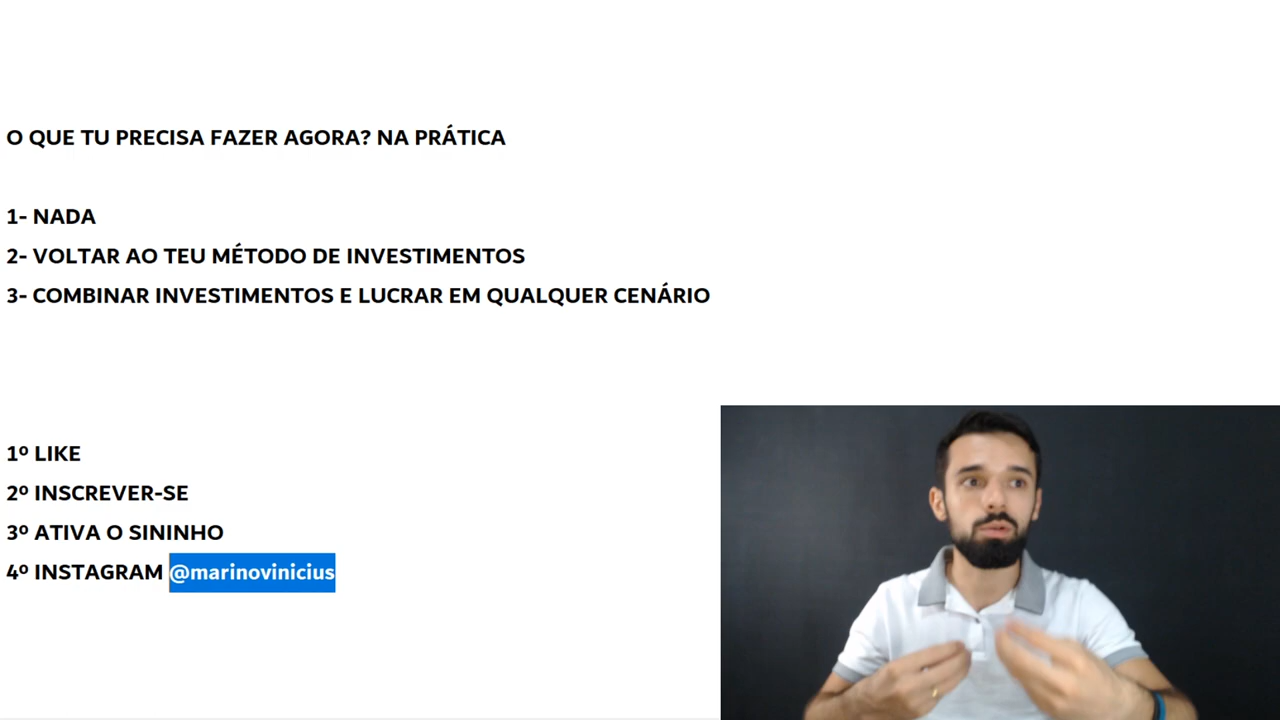 O QUE TU PRECISA FAZER AGORA? NA PRÁTICA
1- NADA
2- VOLTAR AO TEU MÉTODO DE INVESTIMENTOS
3- COMBINAR INVESTIMENTOS E LUCRAR EM QUALQUER CENÁRIO
1º LIKE
2º INSCREVER-SE
3º ATIVA O SININHO
4º INSTAGRAM @marinovinicius